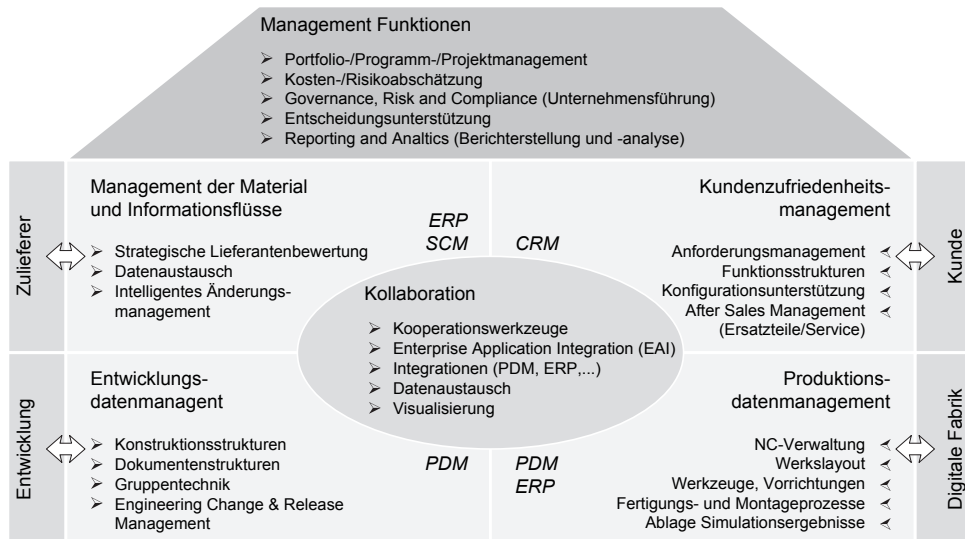 Management Funktionen
➢ Portfolio-/Programm-/Projektmanagement
➢ Kosten-/Risikoabschätzung
➢ Governance, Risk and Compliance (Unternehmensführung)
➢ Entscheidungsunterstützung
➢ Reporting and Analtics (Berichterstellung und -analyse)
Zulieferer
Management der Material
und Informationsflüsse
➢ Strategische Lieferantenbewertung
➢ Datenaustausch
➢ Intelligentes Änderungs-
management
ERP
SCM
CRM
Kundenzufriedenheits-
management
Anforderungsmanagement
Funktionsstrukturen
Konfigurationsunterstützung
After Sales Management
(Ersatzteile/Service)
Kunde
Kollaboration
➢ Kooperationswerkzeuge
➢ Enterprise Application Integration (EAI)
➢ Integrationen (PDM, ERP,...)
➢ Datenaustausch
➢ Visualisierung
Entwicklung
Entwicklungs-
datenmanagent
➢ Konstruktionsstrukturen
➢ Dokumentenstrukturen
➢ Gruppentechnik
➢ Engineering Change & Release
Management
PDM
PDM
ERP
Produktions-
datenmanagement
NC-Verwaltung
Werkslayout
Werkzeuge, Vorrichtungen
Fertigungs- und Montageprozesse
Ablage Simulationsergebnisse
Digitale Fabrik